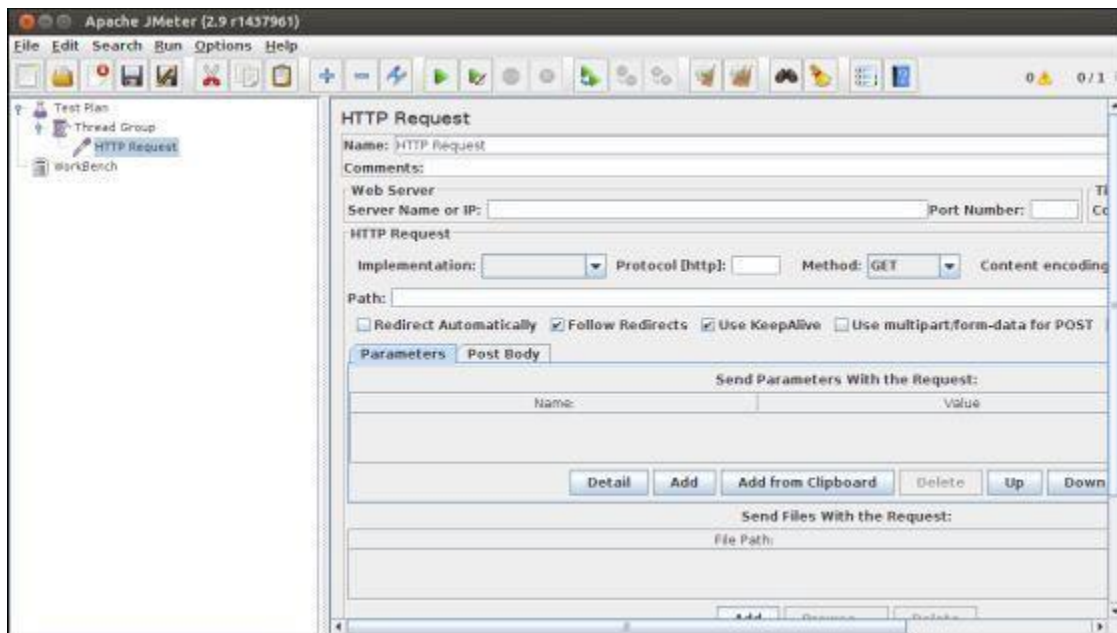 Apache JMeter (2.9 r1437961)
File Edit Search Run Options Help
0 0/1
Test Plan
Thread Group
HTTP Request
WorkBench
HTTP Request
Name: HTTP Request
Comments:
Web Server
Server Name or IP: Port Number:
HTTP Request
Implementation: Protocol [http]: Method: GET Content encoding
Path:
Redirect Automatically Follow Redirects Use KeepAlive Use multipart/form-data for POST
Parameters Post Body
Send Parameters With the Request:
Name: Value
Detail Add Add from Clipboard Delete Up Down
Send Files With the Request:
File Path:
Add Browse... Delete